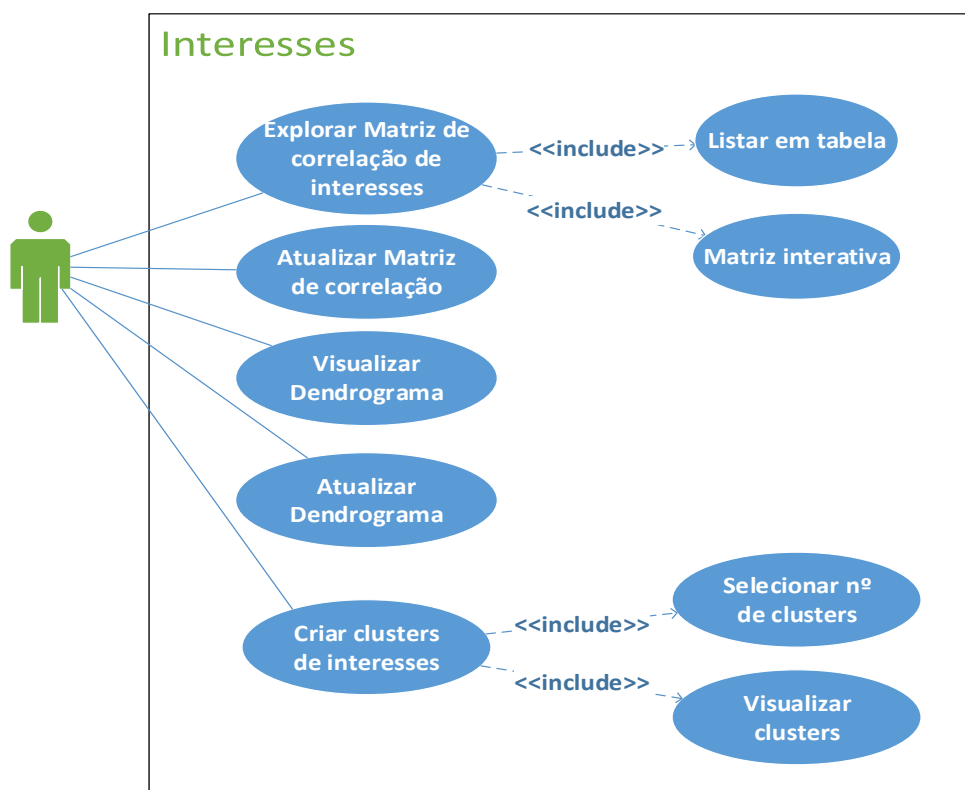 Interesses
Explorar Matriz de
correlação de
interesses
<<include>>
Listar em tabela
<<include>>
Matriz interativa
Atualizar Matriz
de correlação
Visualizar
Dendrograma
Atualizar
Dendrograma
Criar clusters
de interesses
<<include>>
Selecionar nº
de clusters
<<include>>
Visualizar
clusters